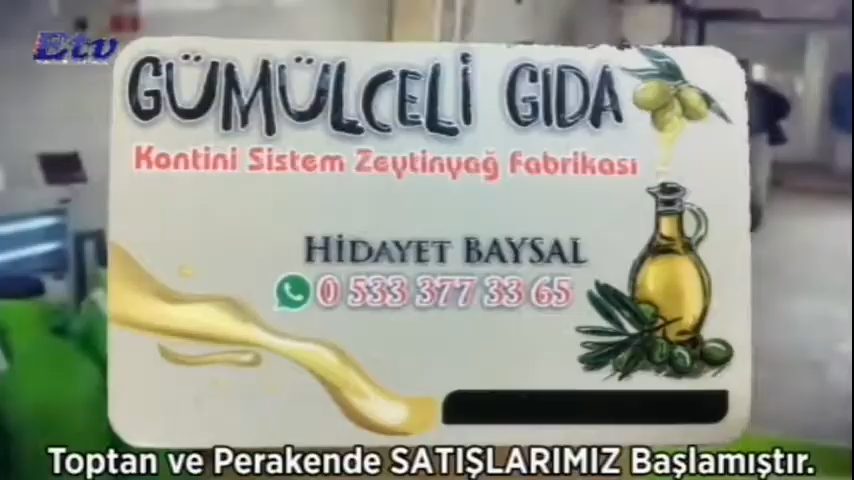 Etv
GÜMÜLCELİ GIDA
Kontini Sistem Zeytinyağ Fabrikası
HİDAYET BAYSAL
0 533 377 33 65
Toptan ve Perakende SATIŞLARIMIZ Başlamıştır.